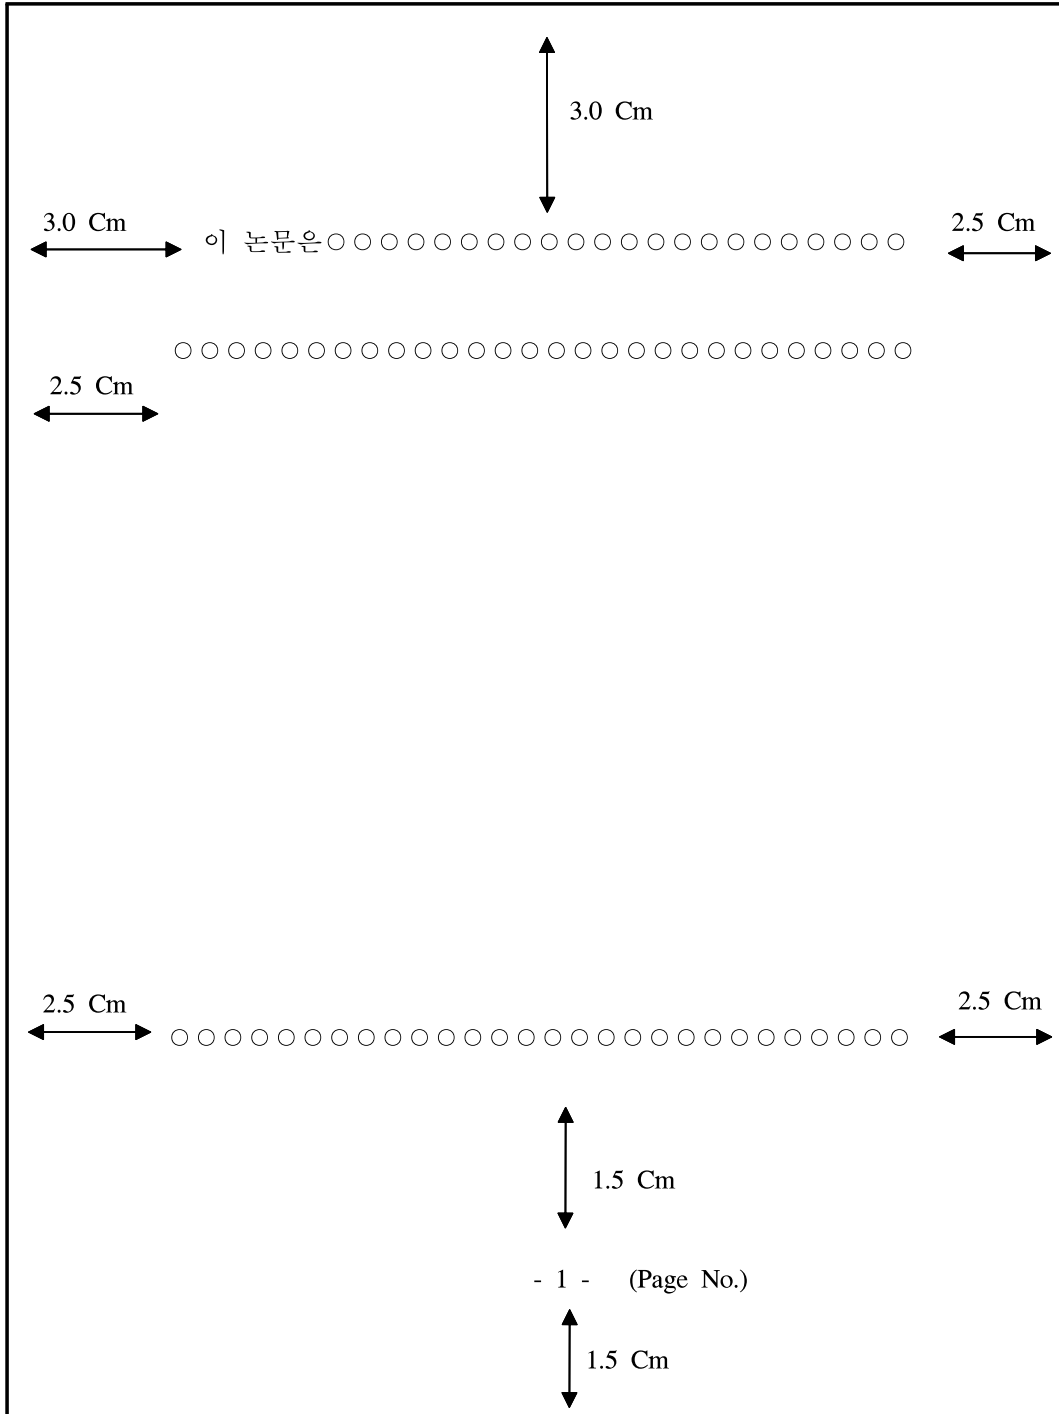 3.0 Cm
3.0 Cm 이 논문은○○○○○○○○○○○○○○○○○○○○○○ 2.5 Cm
○○○○○○○○○○○○○○○○○○○○○○○○○○○○
2.5 Cm
2.5 Cm ○○○○○○○○○○○○○○○○○○○○○○○○○○○○ 2.5 Cm
1.5 Cm
- 1 - (Page No.)
1.5 Cm